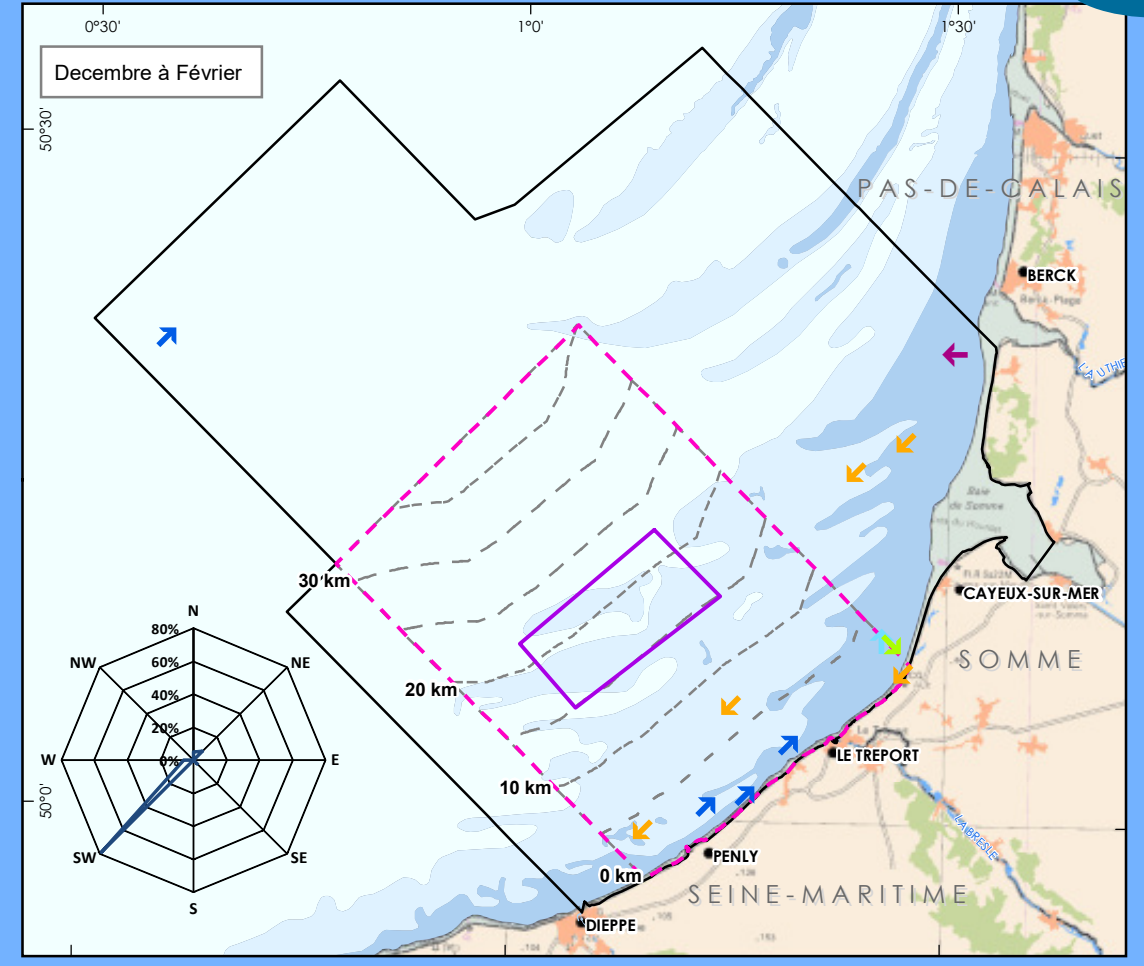 0°30'
1°0'
1°30'
Decembre à Février
50°30'
PAS-DE-CALAIS
BERCK
Berck-Plage
L'AUTHIE
Baie
de Somme
30 km
CAYEUX-SUR-MER
N
80%
NW
60%
NE
SOMME
40%
20 km
20%
W
0%
E
LE TREPORT
10 km
50°0'
LA BRESLE
SW
SE
PENLY
0 km
S
SEINE-MARITIME
DIEPPE